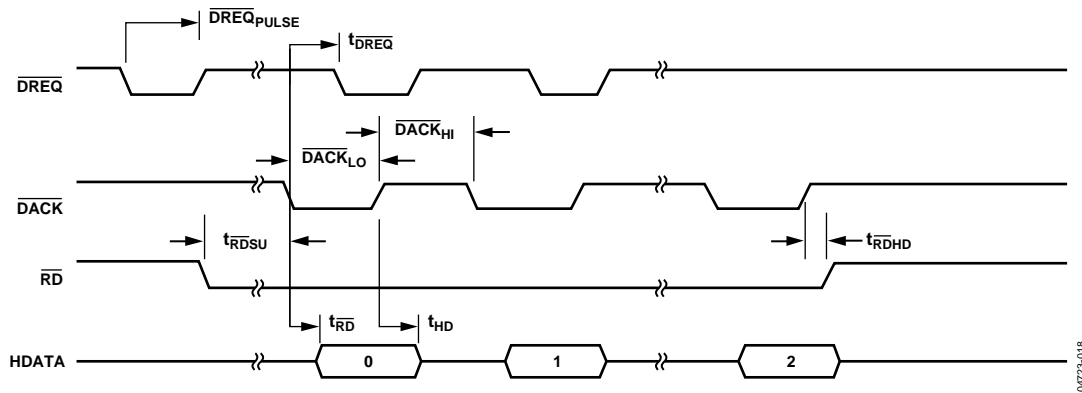 DREQPULSE
tDREQ
DREQ
DACKHI
DACKLO
DACK
tRDSU
tRDHD
RD
tRD
tHD
HDATA
0
1
2
04723-018